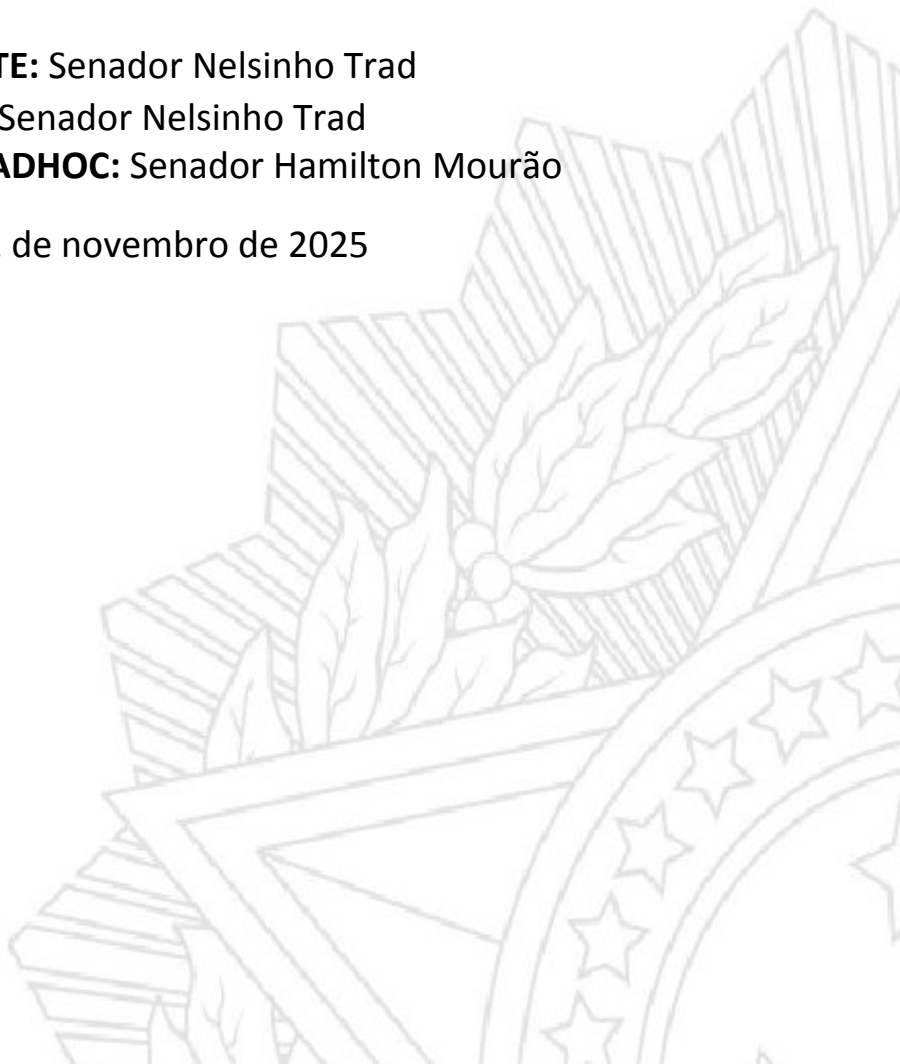 TE: Senador Nelsinho Trad
Senador Nelsinho Trad
ADHOC: Senador Hamilton Mourão
de novembro de 2025